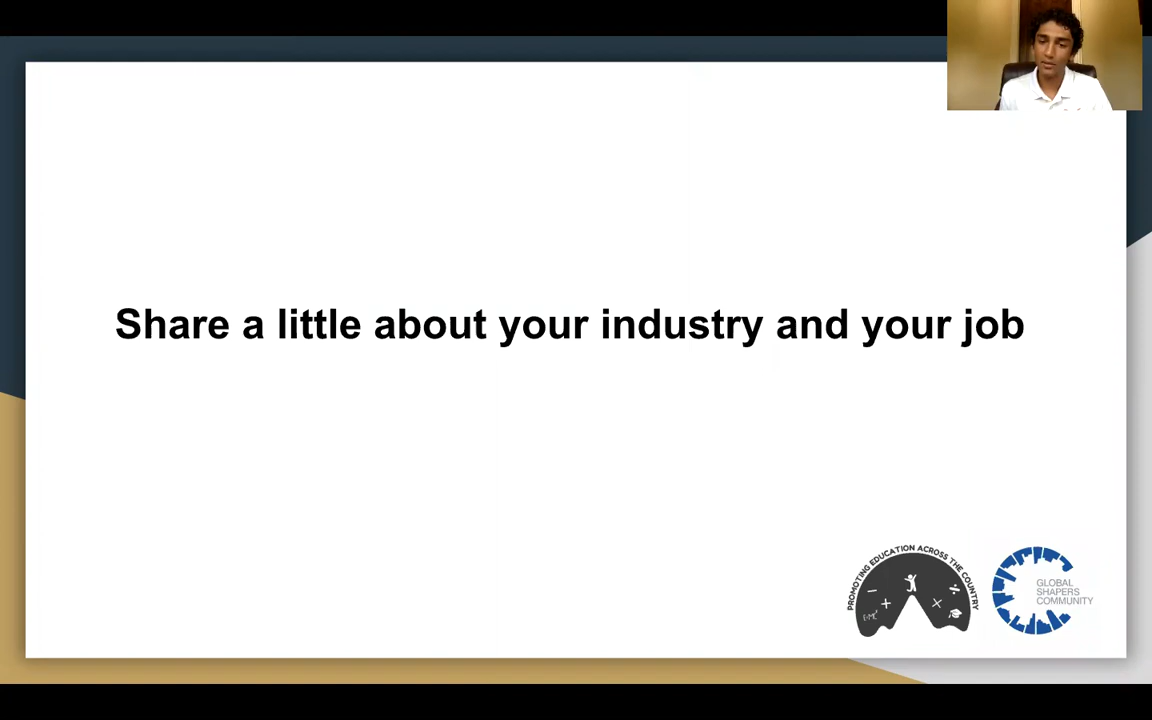 Share a little about your industry and your job
PROMOTING EDUCATION ACROSS THE COUNTRY
GLOBAL
SHAPERS
COMMUNITY